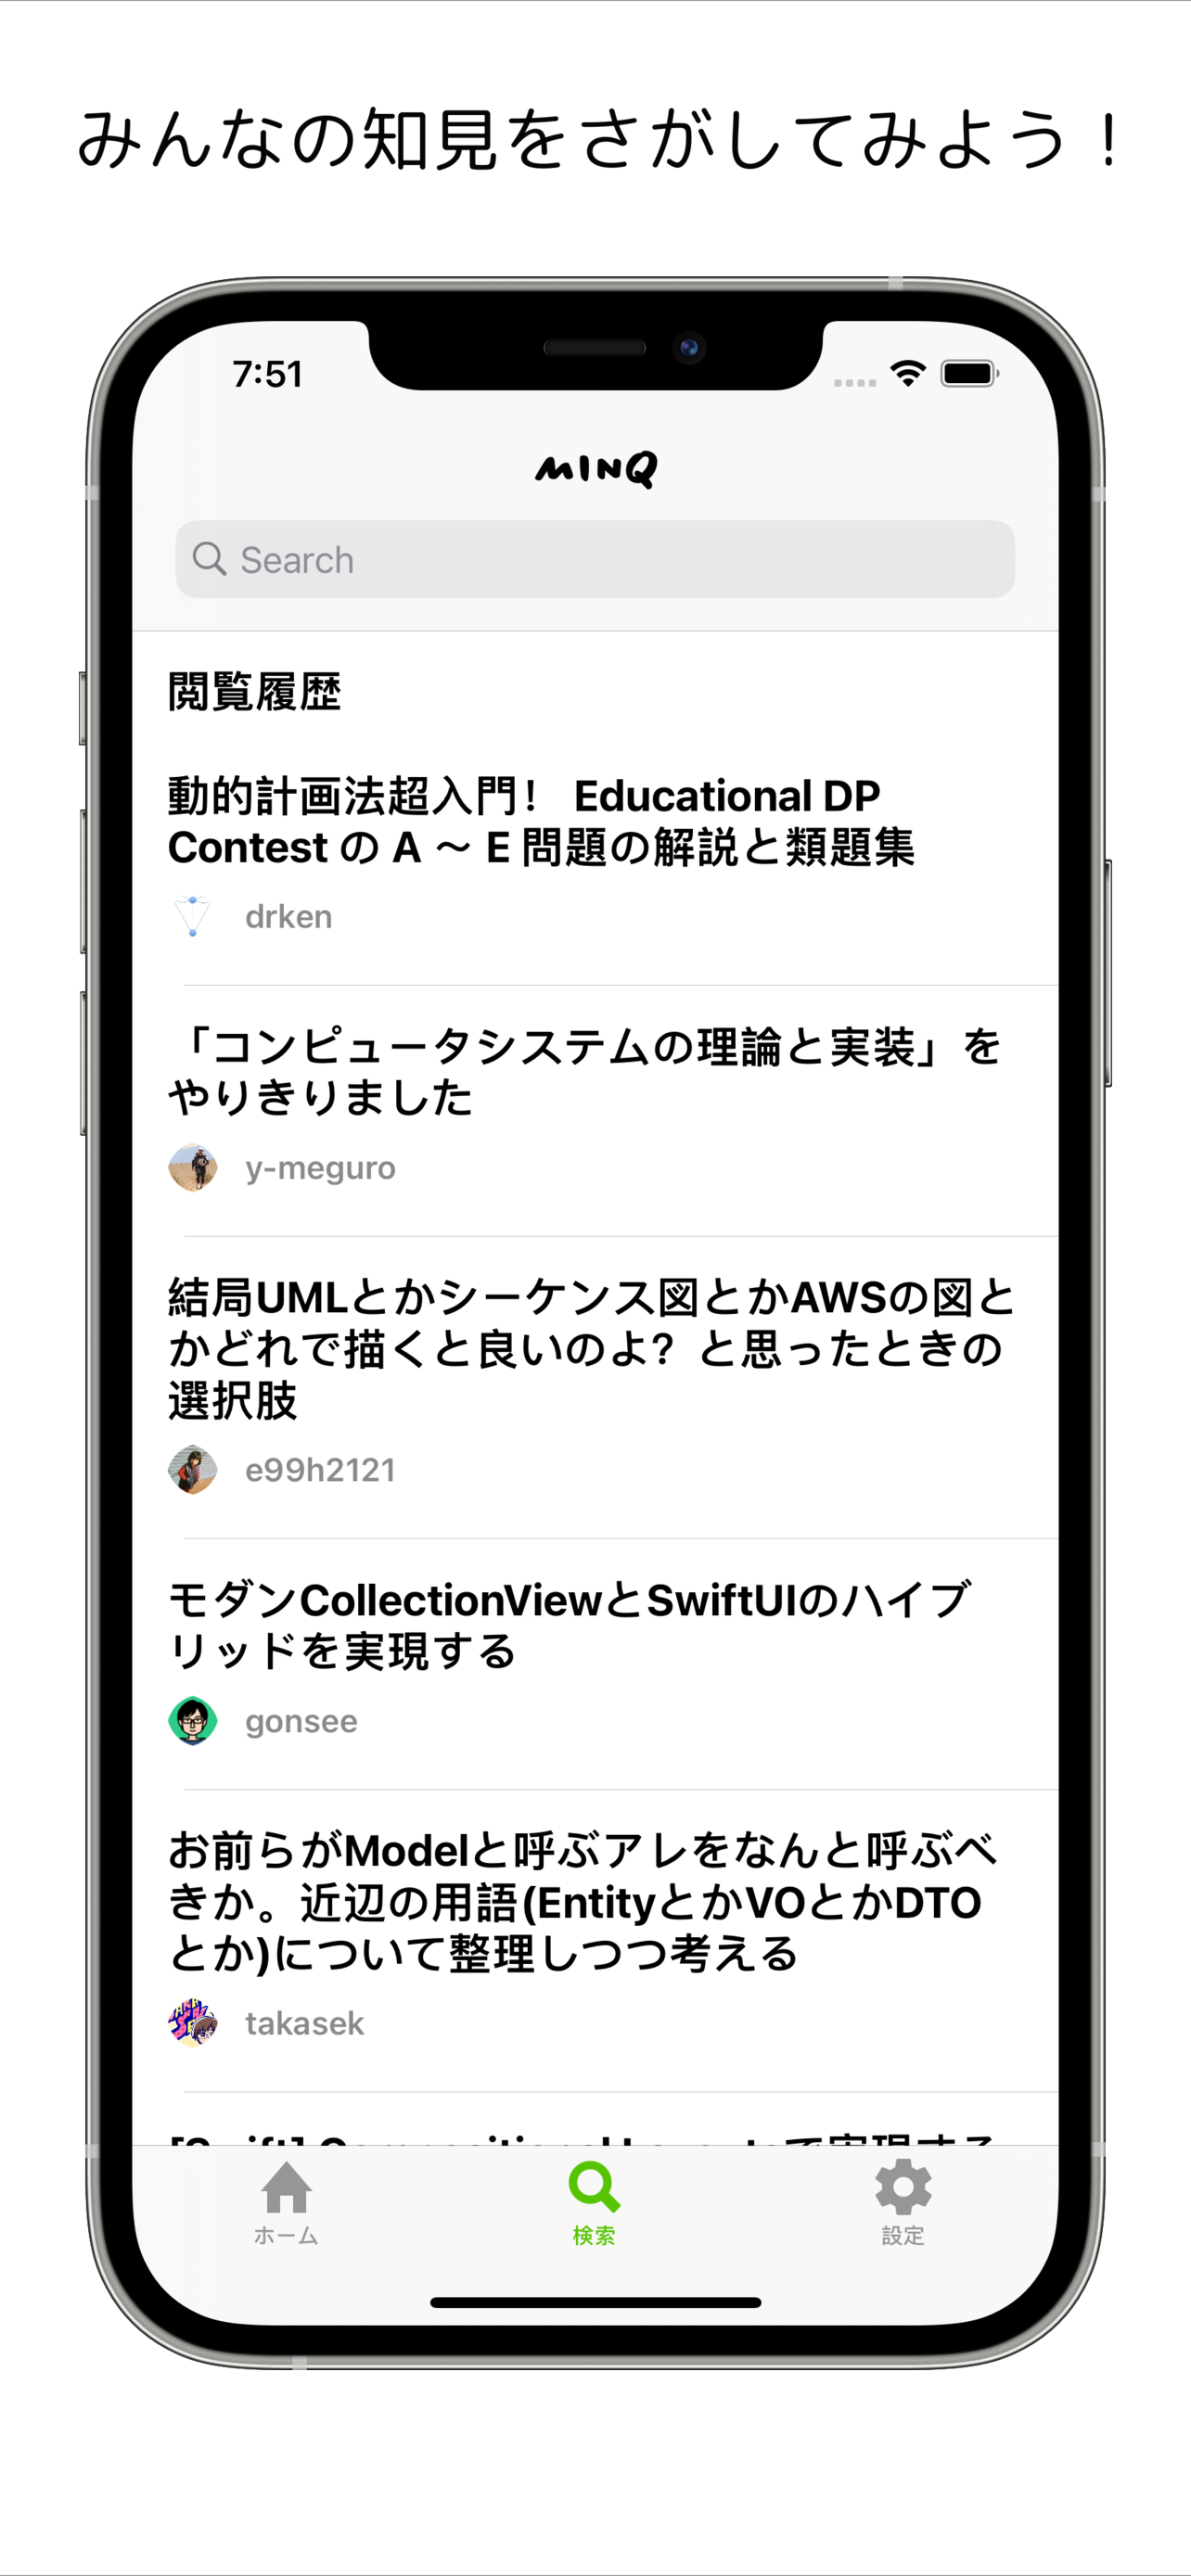 みんなの知見をさがしてみよう！
7:51
MINQ
Search
閲覧履歴
動的計画法超入門！ Educational DP
Contest の A ～ E 問題の解説と類題集
drken
「コンピュータシステムの理論と実装」を
やりきりました
y-meguro
結局UMLとかシーケンス図とかAWSの図と
かどれで描くと良いのよ？と思ったときの
選択肢
e99h2121
モダンCollectionViewとSwiftUIのハイブ
リッドを実現する
gonsee
お前らがModelと呼ぶアレをなんと呼ぶべ
きか。近辺の用語(EntityとかVOとかDTO
とか)について整理しつつ考える
takasek
ホーム
検索
設定